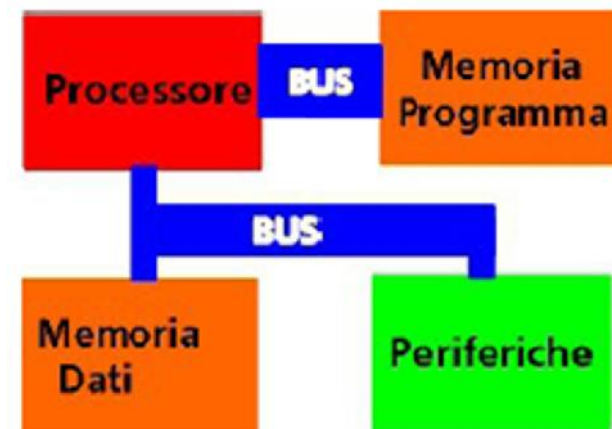 Processore
BUS
Memoria
Programma
BUS
Memoria
Dati
Periferiche